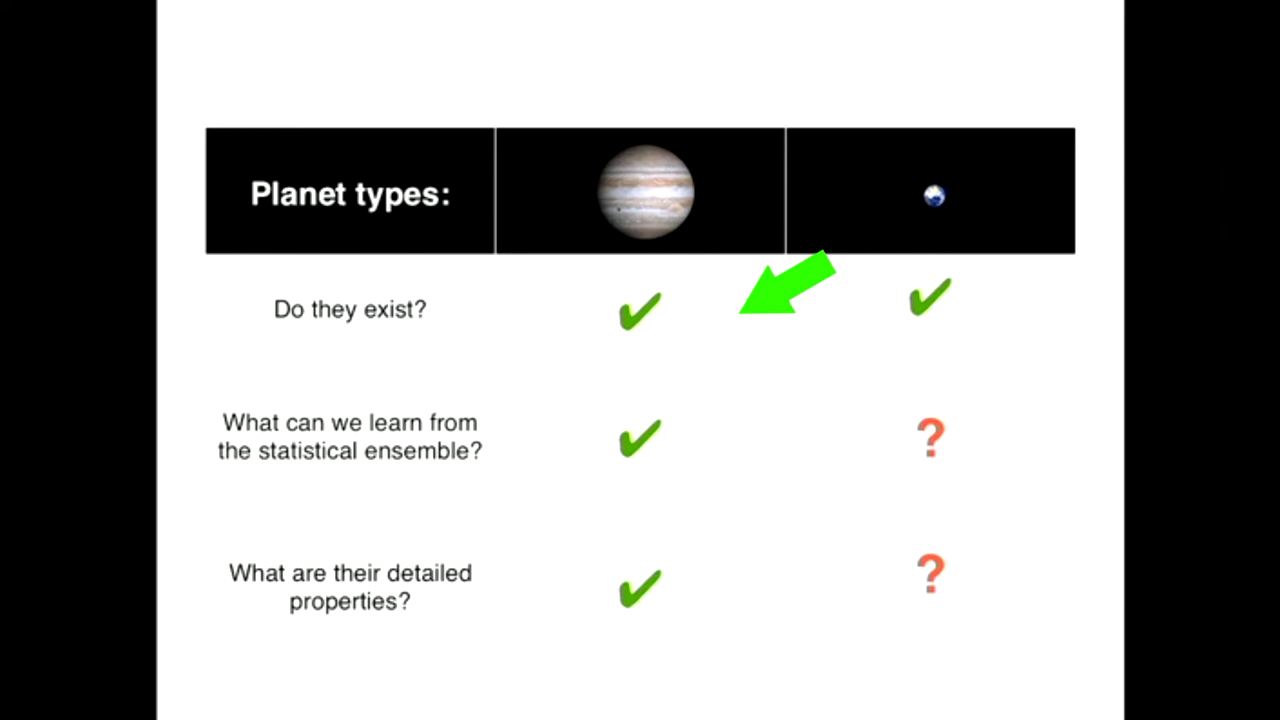 Planet types:
Do they exist?
✔ ✔
What can we learn from
the statistical ensemble?
✔ ?
What are their detailed
properties?
✔ ?